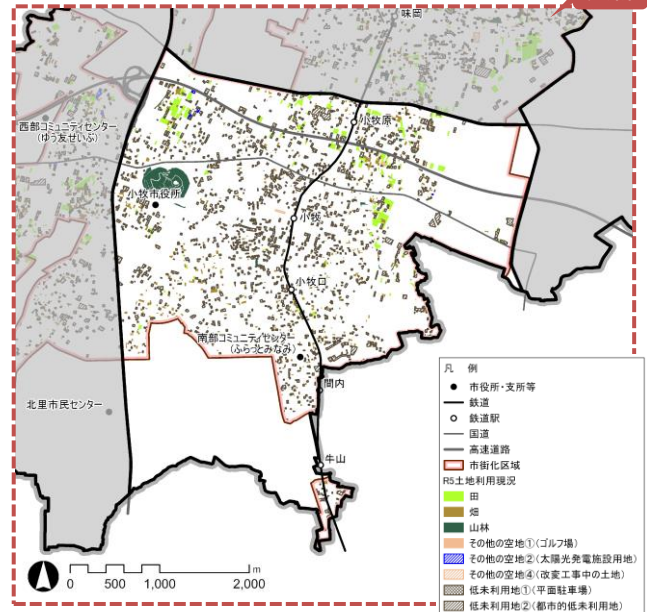 味岡
小牧原
西部コミュニティセンター
(ゆう友せいぶ)
小牧市役所
小牧
小牧口
南部コミュニティセンター
(ふらっとみなみ)
間内
北里市民センター
牛山
凡 例
市役所・支所等
鉄道
鉄道駅
国道
高速道路
市街化区域
R5土地利用現況
田
畑
山林
その他の空地①(ゴルフ場)
その他の空地②(太陽光発電施設用地)
その他の空地④(改変工事中の土地)
低未利用地①(平面駐車場)
低未利用地②(都市的低未利用地)
m
0 500 1,000 2,000